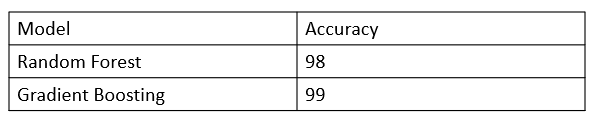 Model Accuracy
Random Forest 98
Gradient Boosting 99